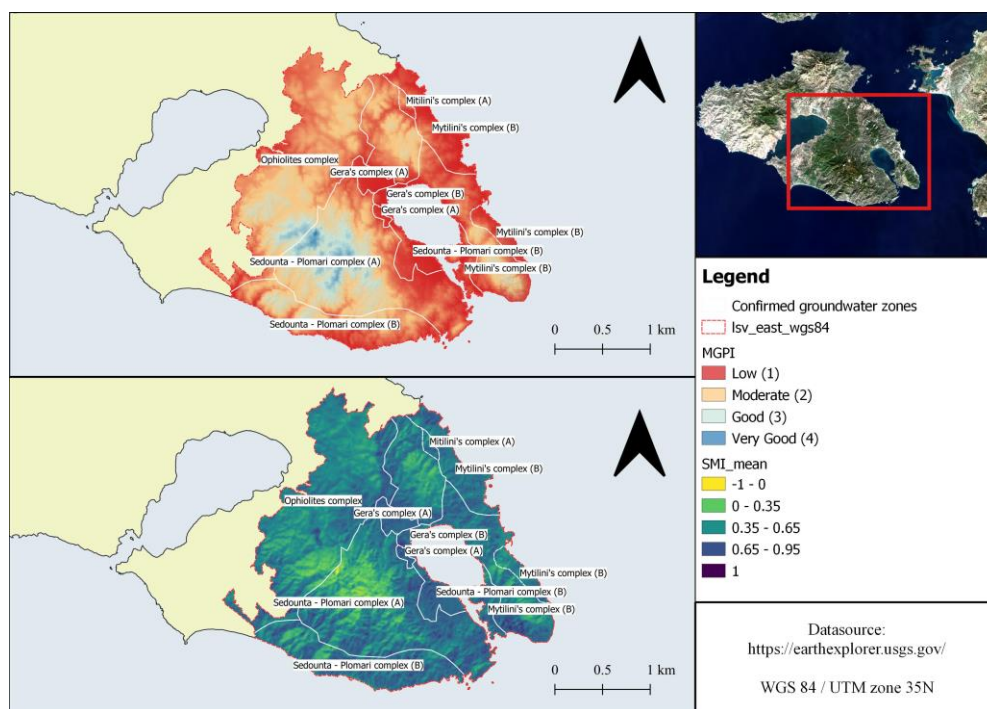 Mitilini's complex (A)
Mytilini's complex (B)
Ophiolites complex
Gera's complex (A)
Gera's complex (B)
Gera's complex (A)
Mytilini's complex (B)
Sedounta - Plomari complex (B)
Sedounta - Plomari complex (A)
Mytilini's complex (B)
Sedounta - Plomari complex (B)
0 0.5 1 km
Mitilini's complex (A)
Mytilini's complex (B)
Ophiolites complex
Gera's complex (A)
Gera's complex (B)
Gera's complex (A)
Mytilini's complex (B)
Sedounta - Plomari complex (B)
Sedounta - Plomari complex (A)
Mytilini's complex (B)
Sedounta - Plomari complex (B)
0 0.5 1 km
Legend
Confirmed groundwater zones
lsv_east_wgs84
MGPI
Low (1)
Moderate (2)
Good (3)
Very Good (4)
SMI_mean
-1 - 0
0 - 0.35
0.35 - 0.65
0.65 - 0.95
1
Datasource:
https://earthexplorer.usgs.gov/
WGS 84 / UTM zone 35N